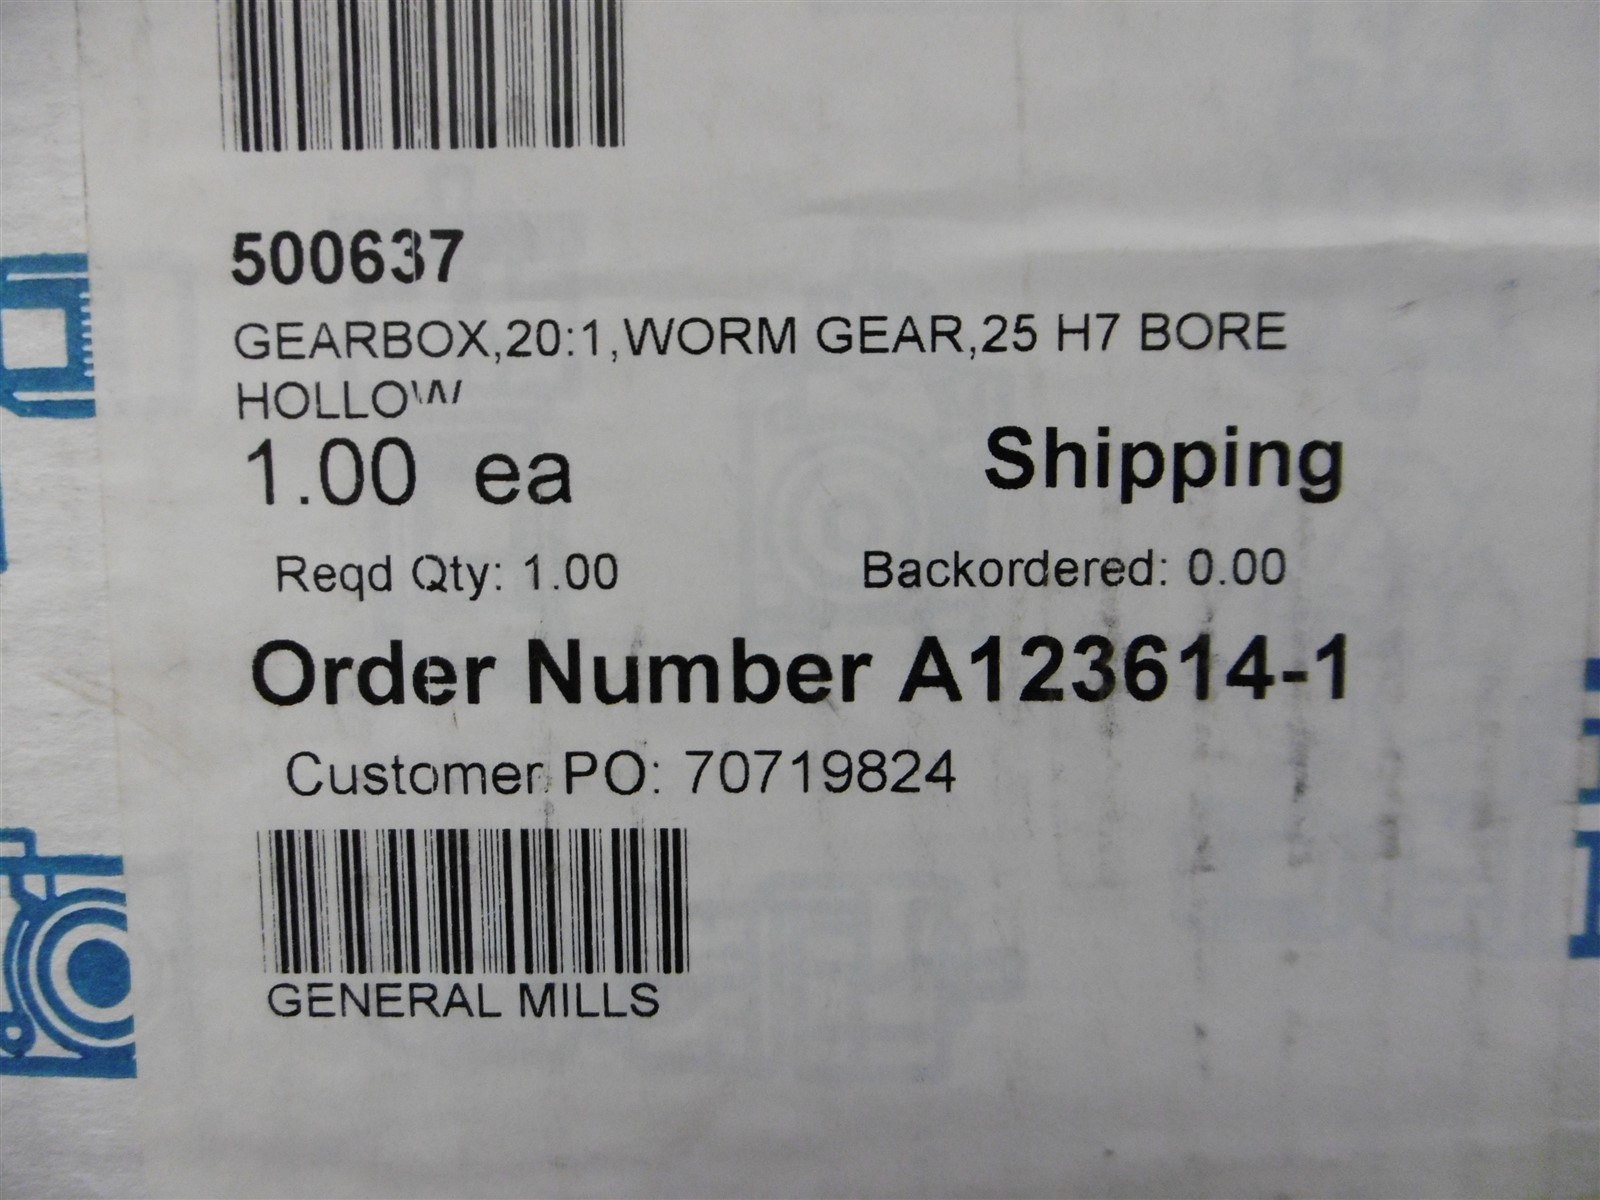 500637
GEARBOX,20:1,WORM GEAR,25 H7 BORE
HOLLOW
1.00 ea
Shipping
Reqd Qty: 1.00 Backordered: 0.00
Order Number A123614-1
Customer PO: 70719824
GENERAL MILLS